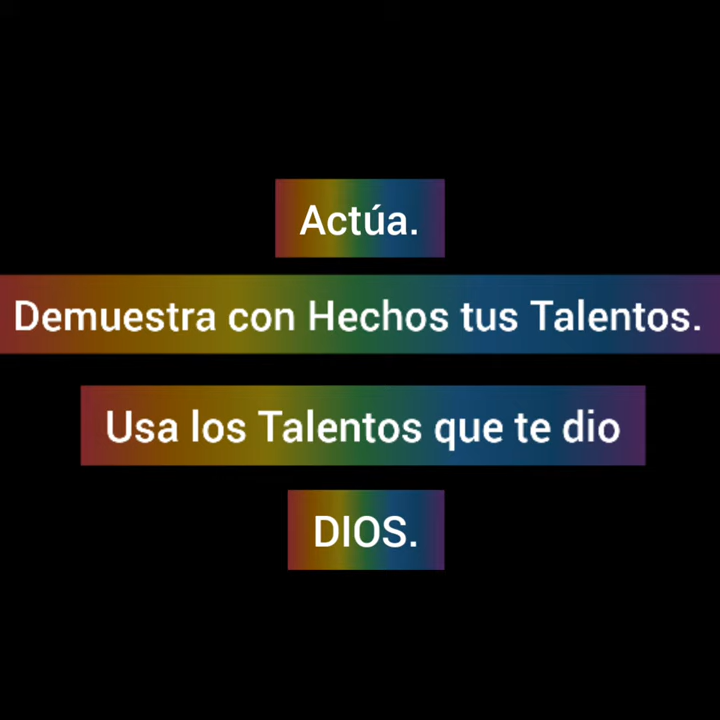 Actúa.
Demuestra con Hechos tus Talentos.
Usa los Talentos que te dio
DIOS.